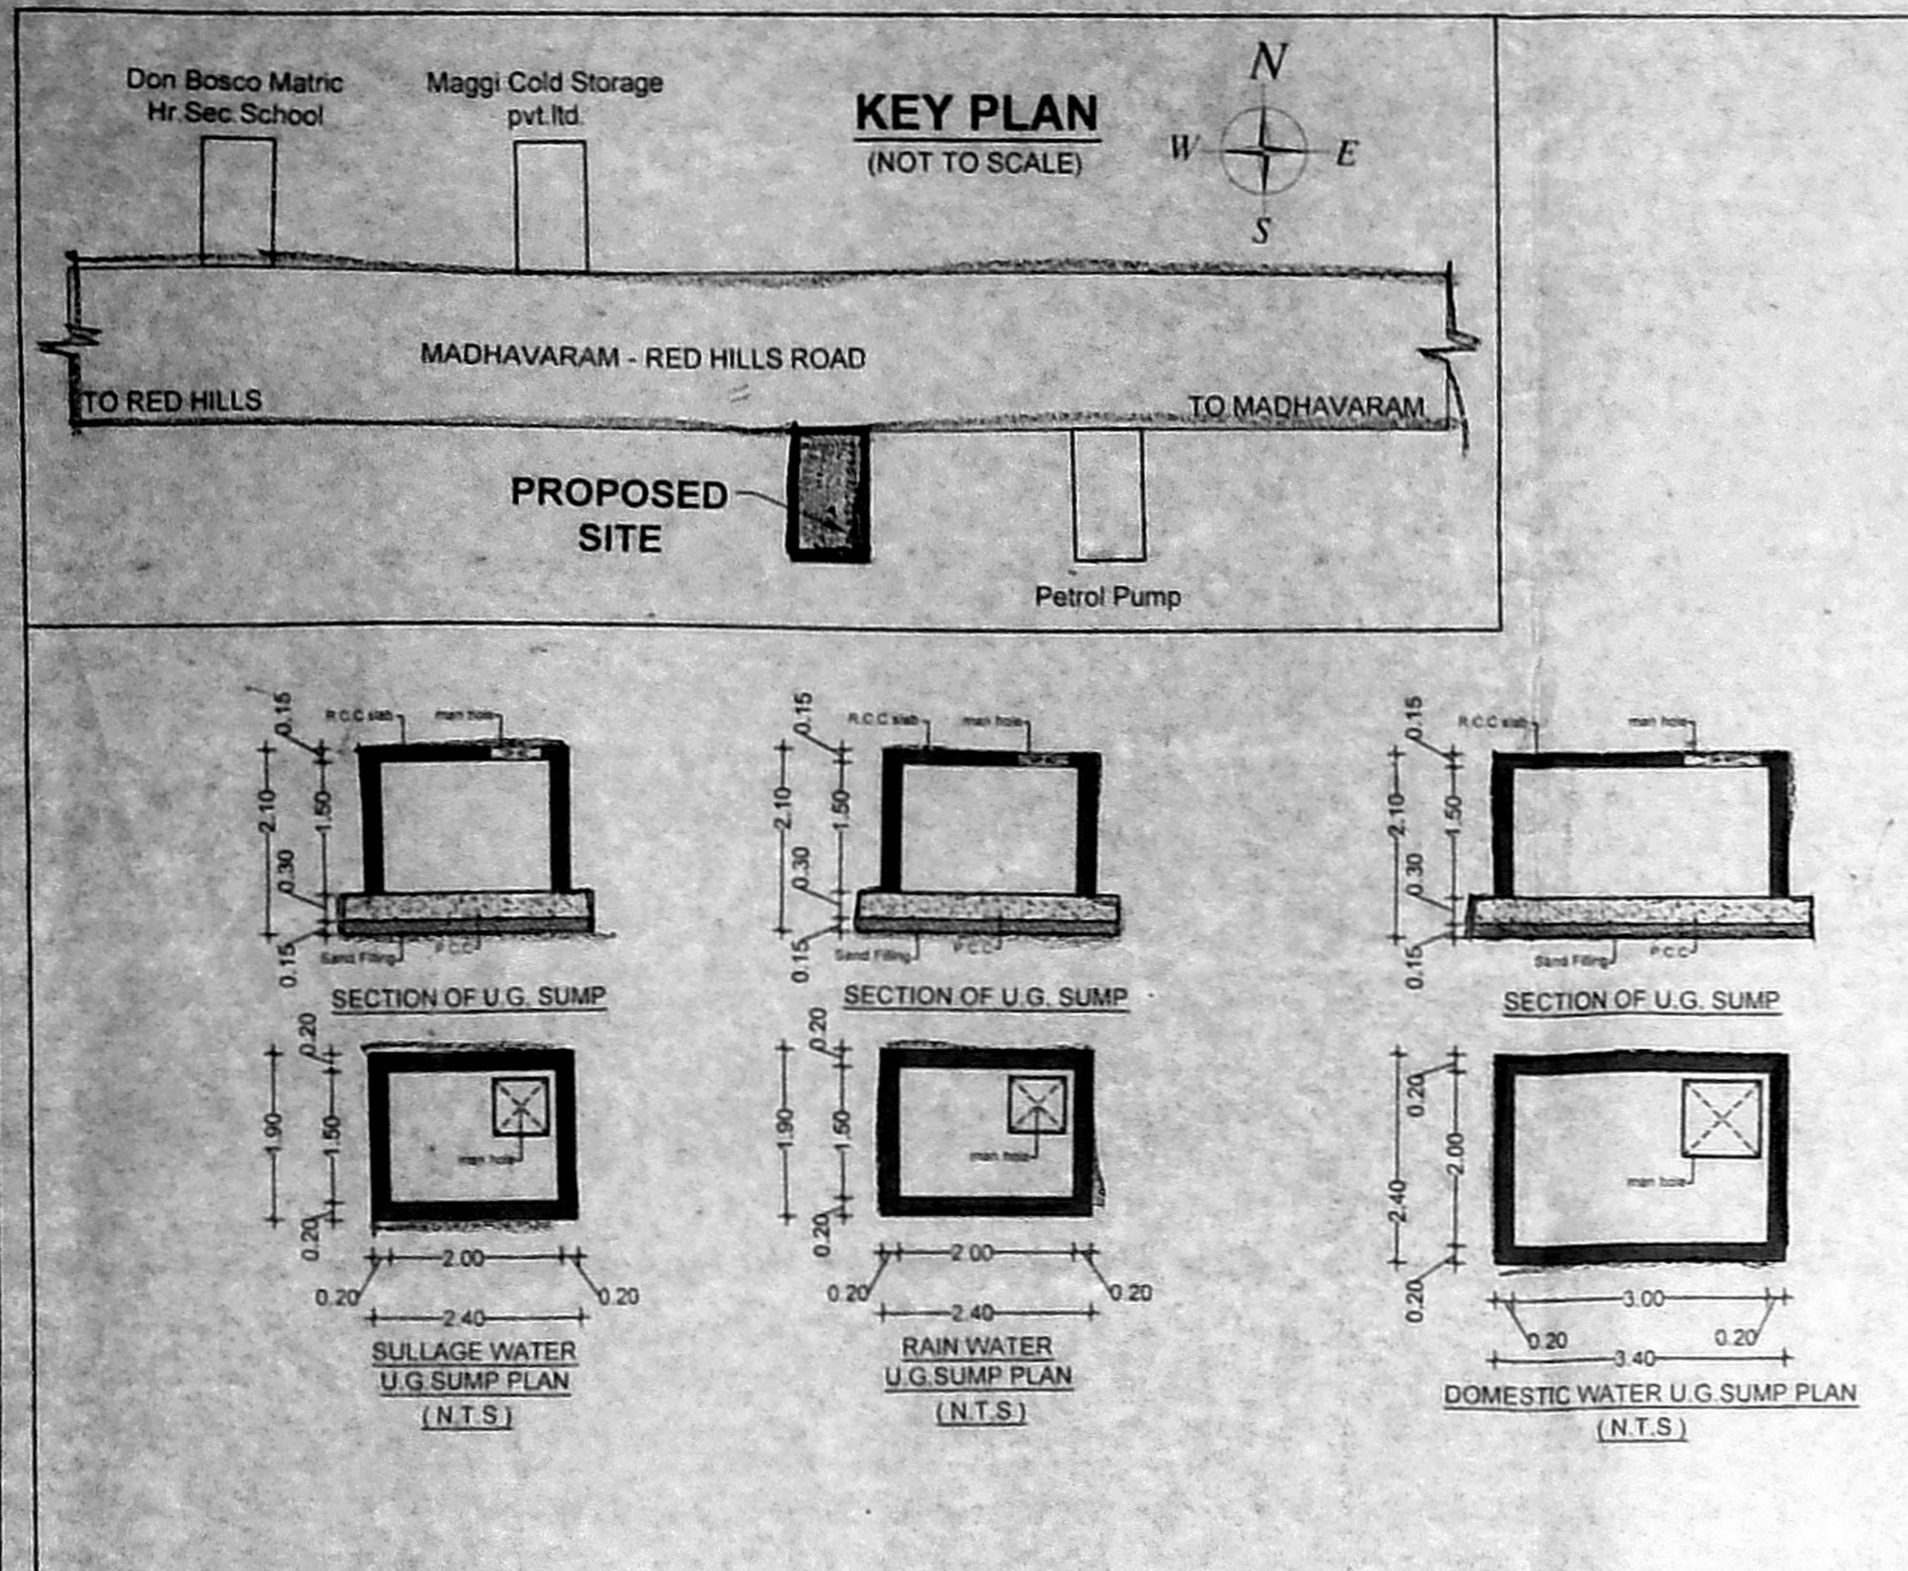 Don Bosco Matric
Hr.Sec.School
Maggi Cold Storage
pvt.ltd.
KEY PLAN
(NOT TO SCALE)
N
W
E
S
MADHAVARAM - RED HILLS ROAD
TO RED HILLS
TO MADHAVARAM
PROPOSED
SITE
Petrol Pump
0.15
R.C.C slab
man hole
2.10
1.50
0.30
0.15
Sand Filling
P.C.C
SECTION OF U.G. SUMP
0.15
R.C.C slab
man hole
2.10
1.50
0.30
0.15
Sand Filling
P.C.C
SECTION OF U.G. SUMP
0.15
R.C.C slab
man hole
2.10
1.50
0.30
0.15
Sand Filling
P.C.C
SECTION OF U.G. SUMP
0.20
1.90
1.50
man hole
0.20
2.00
0.20
0.20
2.40
SULLAGE WATER
U.G.SUMP PLAN
( N.T.S )
0.20
1.90
1.50
man hole
0.20
2.00
0.20
0.20
2.40
RAIN WATER
U.G.SUMP PLAN
( N.T.S )
0.20
2.00
2.40
man hole
0.20
3.00
0.20
0.20
3.40
DOMESTIC WATER U.G.SUMP PLAN
( N.T.S )